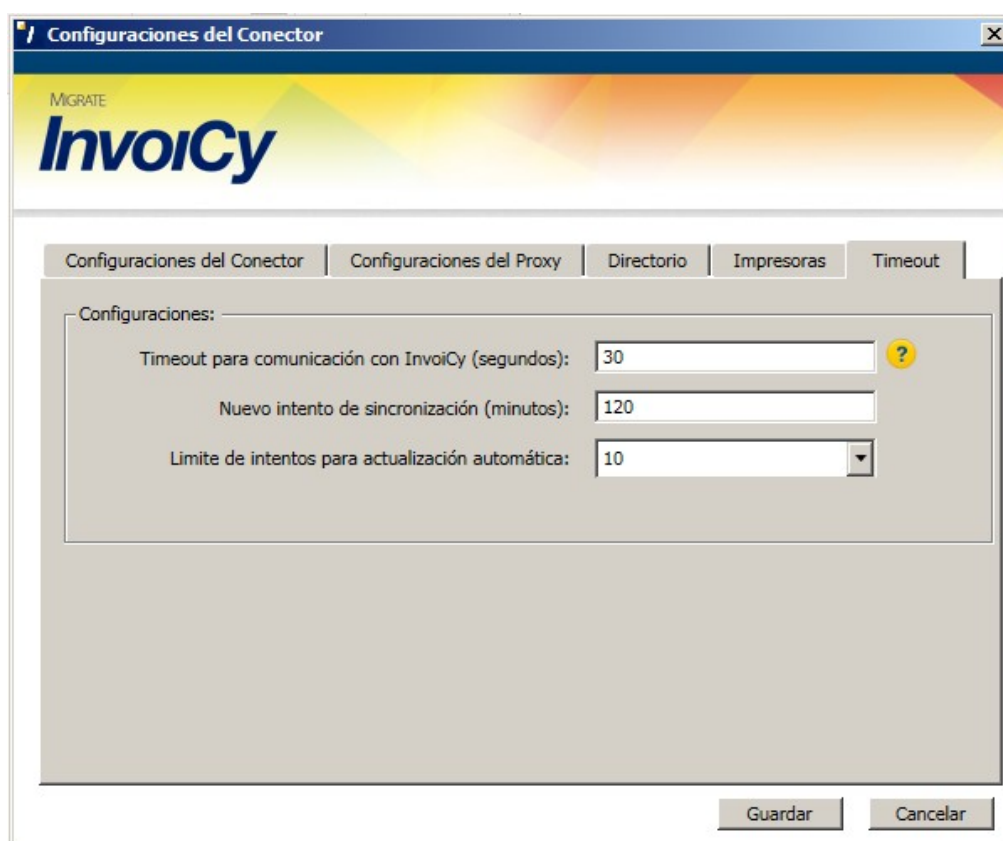 Configuraciones del Conector
MIGRATE
InvoiCy
Configuraciones del Conector Configuraciones del Proxy Directorio Impresoras Timeout
Configuraciones:
Timeout para comunicación con InvoiCy (segundos): 30 ?
Nuevo intento de sincronización (minutos): 120
Limite de intentos para actualización automática: 10
Guardar Cancelar